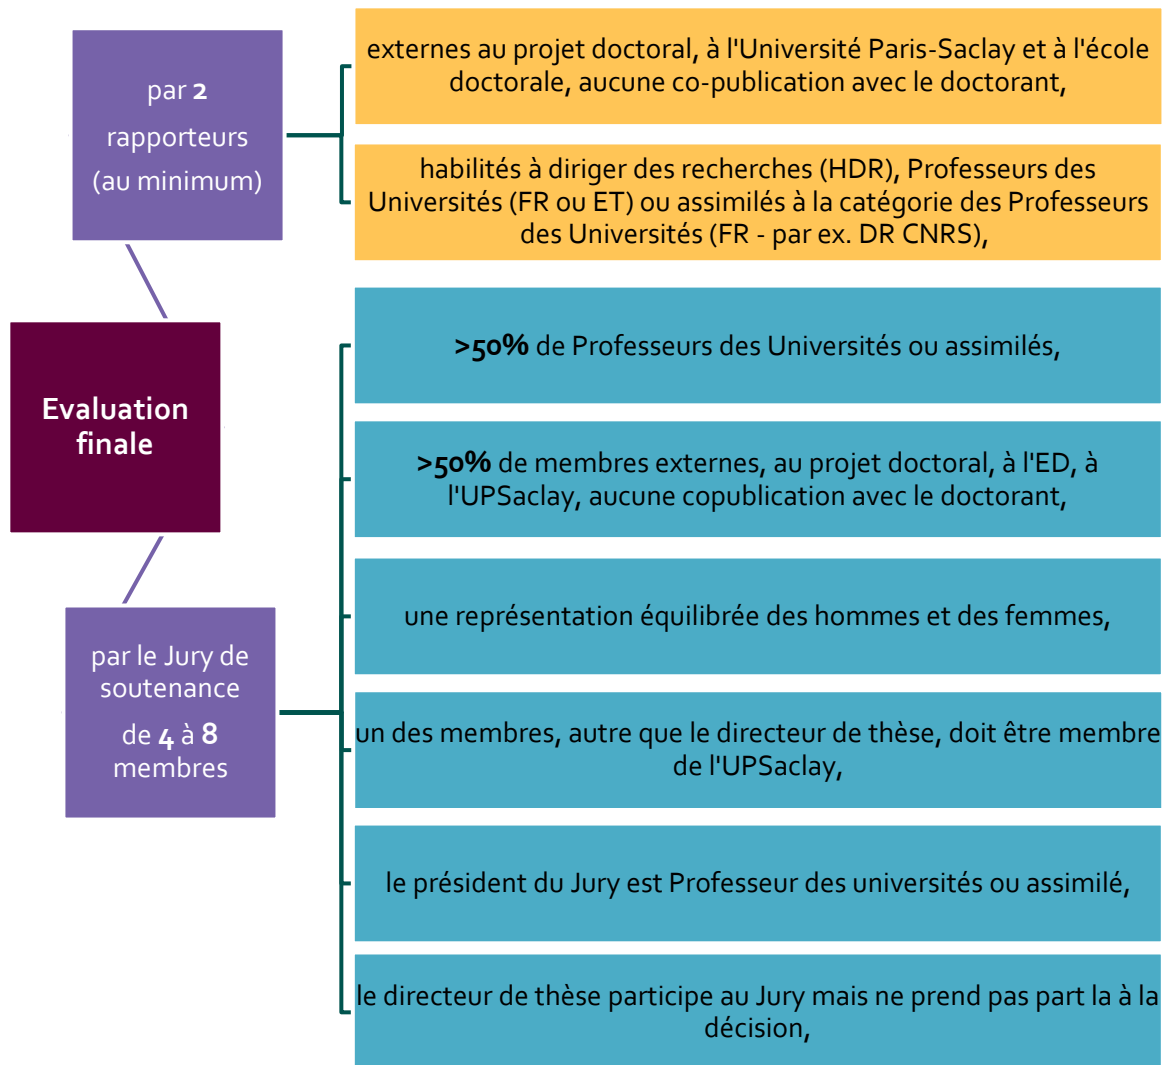 par 2
rapporteurs
(au minimum)
externes au projet doctoral, à l'Université Paris-Saclay et à l'école
doctorale, aucune co-publication avec le doctorant,
habilités à diriger des recherches (HDR), Professeurs des
Universités (FR ou ET) ou assimilés à la catégorie des Professeurs
des Universités (FR - par ex. DR CNRS),
Evaluation
finale
par le Jury de
soutenance
de 4 à 8
membres
>50% de Professeurs des Universités ou assimilés,
>50% de membres externes, au projet doctoral, à l'ED, à
l'UPSaclay, aucune copublication avec le doctorant,
une représentation équilibrée des hommes et des femmes,
un des membres, autre que le directeur de thèse, doit être membre
de l'UPSaclay,
le président du Jury est Professeur des universités ou assimilé,
le directeur de thèse participe au Jury mais ne prend pas part la à la
décision,